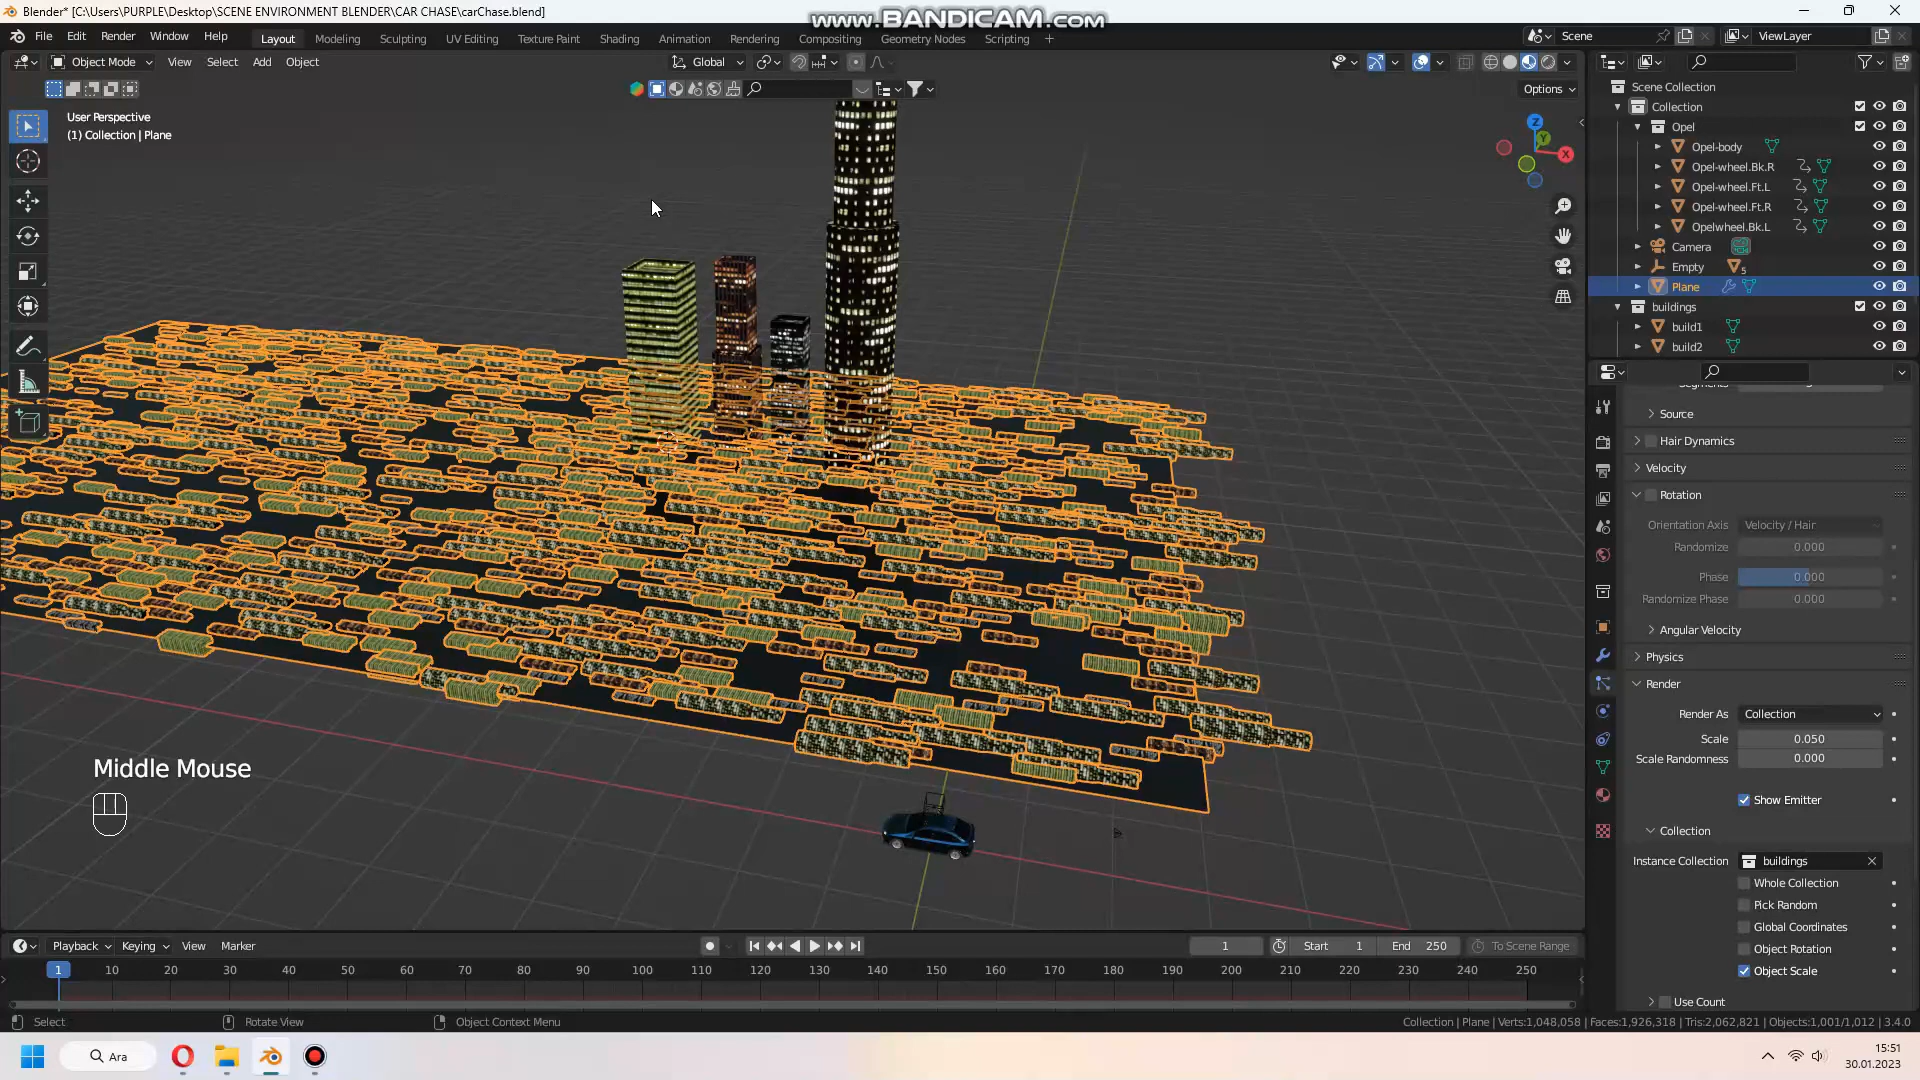 Blender* [C:\Users\PURPLE\Desktop\SCENE ENVIRONMENT BLENDER\CAR CHASE\carChase.blend]
www.BANDICAM.com
File Edit Render Window Help Layout Modeling Sculpting UV Editing Texture Paint Shading Animation Rendering Compositing Geometry Nodes Scripting + Scene ViewLayer
Object Mode View Select Add Object Global
Options
User Perspective
(1) Collection | Plane
Z
Y
X
Scene Collection
Collection
Opel
Opel-body
Opel-wheel.Bk.R
Opel-wheel.Ft.L
Opel-wheel.Ft.R
Opelwheel.Bk.L
Camera
Empty 5
Plane
buildings
build1
build2
Source
Hair Dynamics
Velocity
Rotation
Orientation Axis Velocity / Hair
Randomize 0.000
Phase 0.000
Randomize Phase 0.000
Angular Velocity
Physics
Render
Render As Collection
Scale 0.050
Scale Randomness 0.000
Show Emitter
Collection
Instance Collection buildings
Whole Collection
Pick Random
Global Coordinates
Object Rotation
Object Scale
Use Count
Middle Mouse
Playback Keying View Marker 1 Start 1 End 250 To Scene Range
1 10 20 30 40 50 60 70 80 90 100 110 120 130 140 150 160 170 180 190 200 210 220 230 240 250
Select Rotate View Object Context Menu Collection | Plane | Verts:1,048,058 | Faces:1,926,318 | Tris:2,062,821 | Objects:1,001/1,012 | 3.4.0
Ara
15:51
30.01.2023